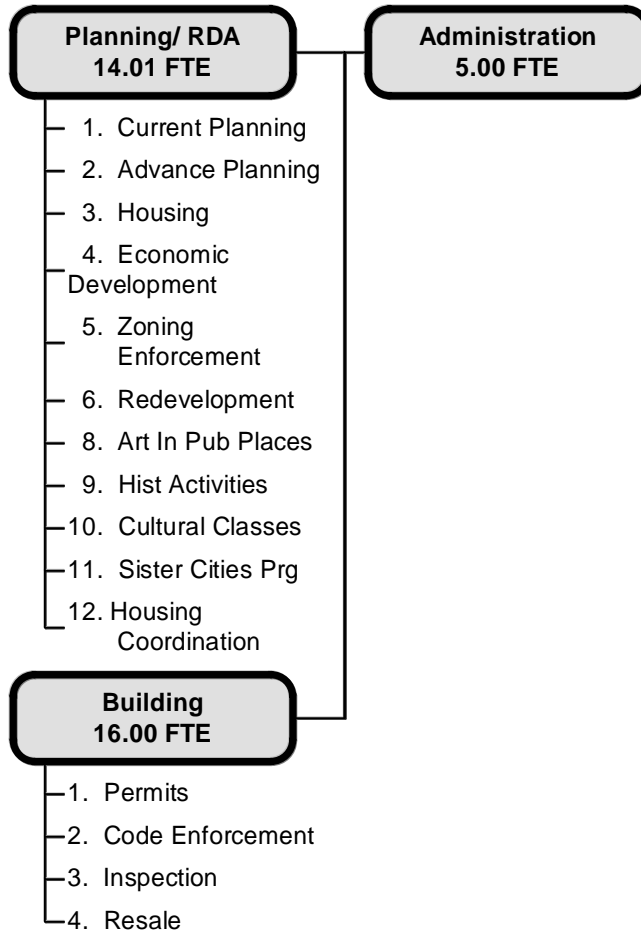 Planning/ RDA
14.01 FTE
Administration
5.00 FTE
1. Current Planning
2. Advance Planning
3. Housing
4. Economic
Development
5. Zoning
Enforcement
6. Redevelopment
8. Art In Pub Places
9. Hist Activities
10. Cultural Classes
11. Sister Cities Prg
12. Housing
Coordination
Building
16.00 FTE
1. Permits
2. Code Enforcement
3. Inspection
4. Resale